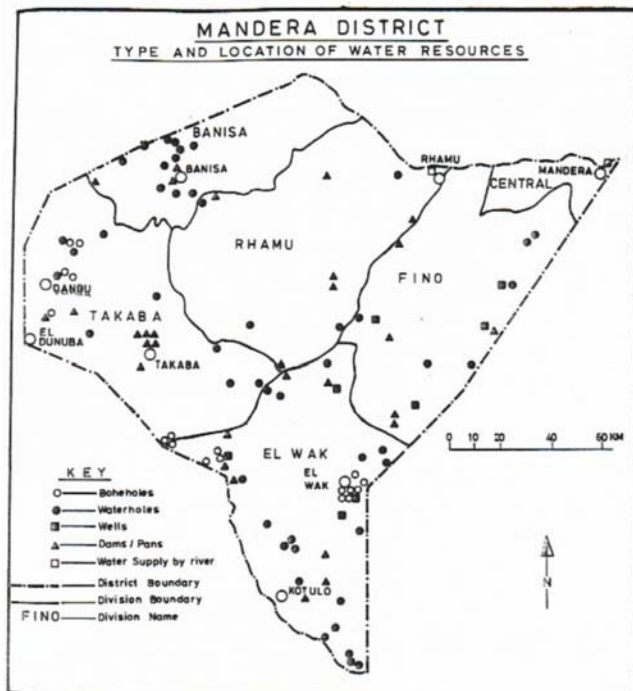 MANDERA DISTRICT
TYPE AND LOCATION OF WATER RESOURCES
BANISA
BANISA
RHAMU
MANDERA
CENTRAL
RHAMU
FINO
DANDU
TAKABA
EL
DUNUBA
TAKABA
0 10 20 60 KM
EL WAK
EL
WAK
KEY
Boheholes
Waterholes
Wells
Dams / Pans
Water Supply by river
District Boundary
Division Boundary
FINO Division Name
KOTULO
N